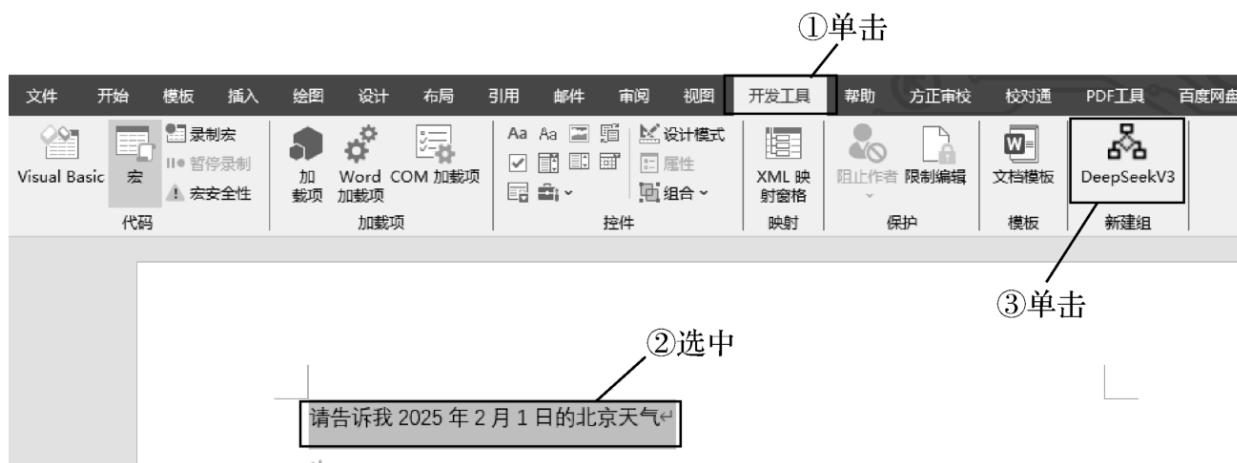 ①单击
文件 开始 模板 插入 绘图 设计 布局 引用 邮件 审阅 视图 开发工具 帮助 方正审校 校对通 PDF工具 百度网盘
录制宏 Aa Aa 设计模式
暂停录制 属性
Visual Basic 宏 宏安全性 加载项 Word 加载项 COM 加载项 组合 XML 映射窗格 阻止作者 限制编辑 文档模板 DeepSeekV3
代码 加载项 控件 映射 保护 模板 新建组
③单击
②选中
请告诉我 2025 年 2 月 1 日的北京天气↵